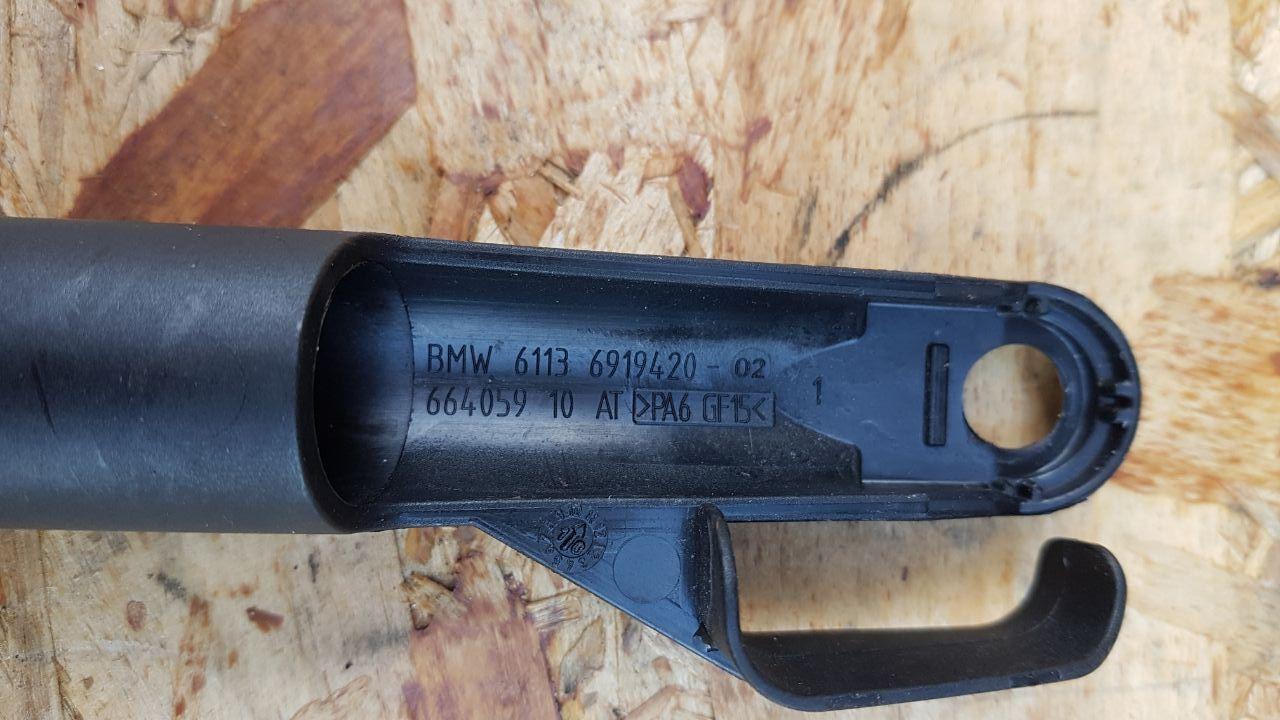 BMW 6113 6919420 - 02
664059 10 AT >PA6 GF15<
1